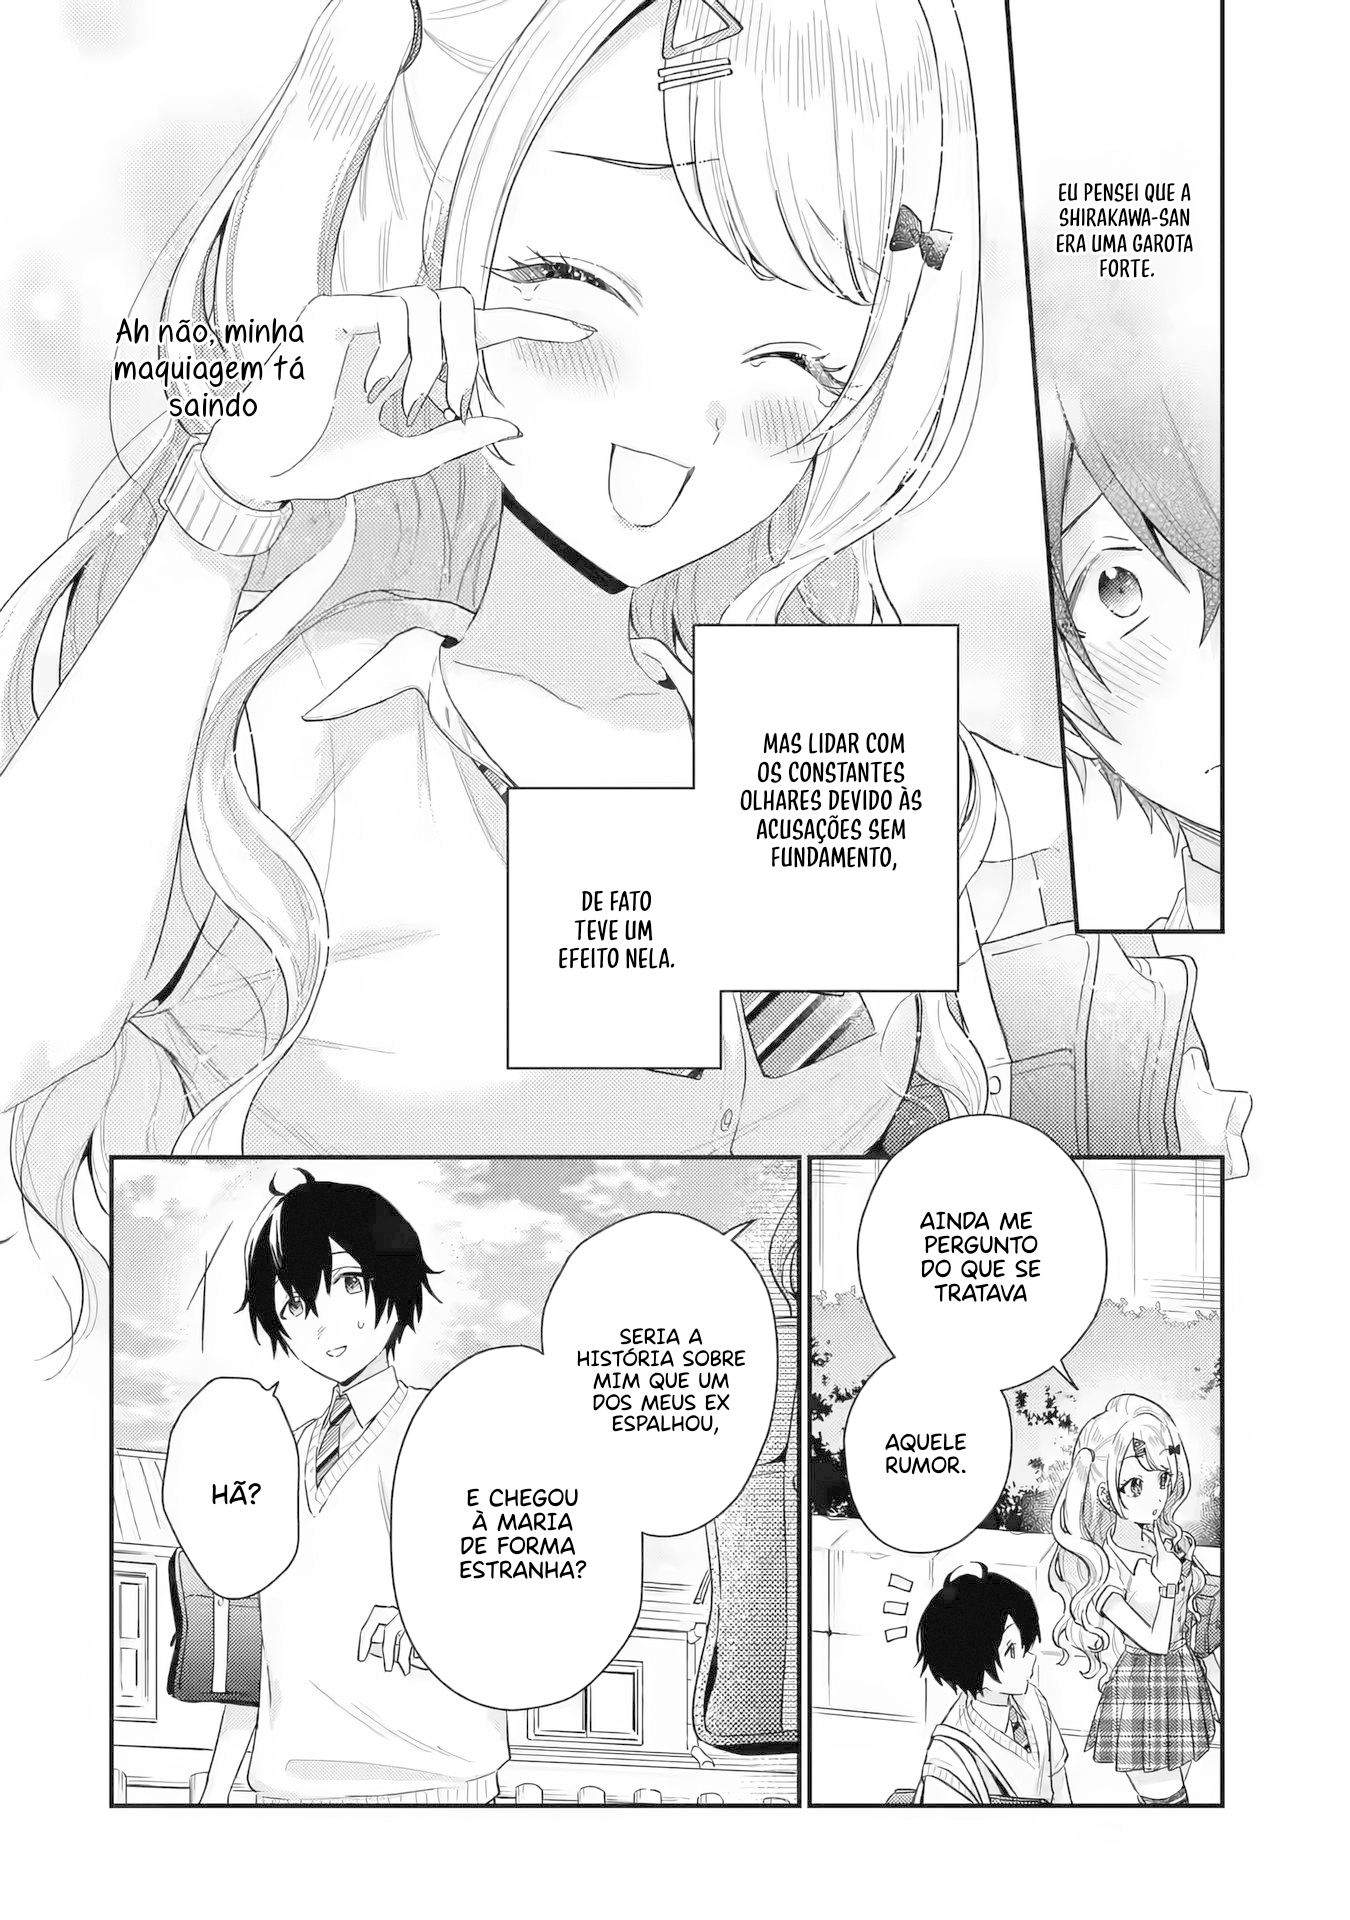 EU PENSEI QUE A
SHIRAKAWA-SAN
ERA UMA GAROTA
FORTE.
Ah não, minha
maquiagem tá
saindo
MAS LIDAR COM
OS CONSTANTES
OLHARES DEVIDO ÀS
ACUSAÇÕES SEM
FUNDAMENTO,
DE FATO
TEVE UM
EFEITO NELA.
AINDA ME
PERGUNTO
DO QUE SE
TRATAVA
AQUELE
RUMOR.
SERIA A
HISTÓRIA SOBRE
MIM QUE UM
DOS MEUS EX
ESPALHOU,
E CHEGOU
À MARIA
DE FORMA
ESTRANHA?
HÃ?